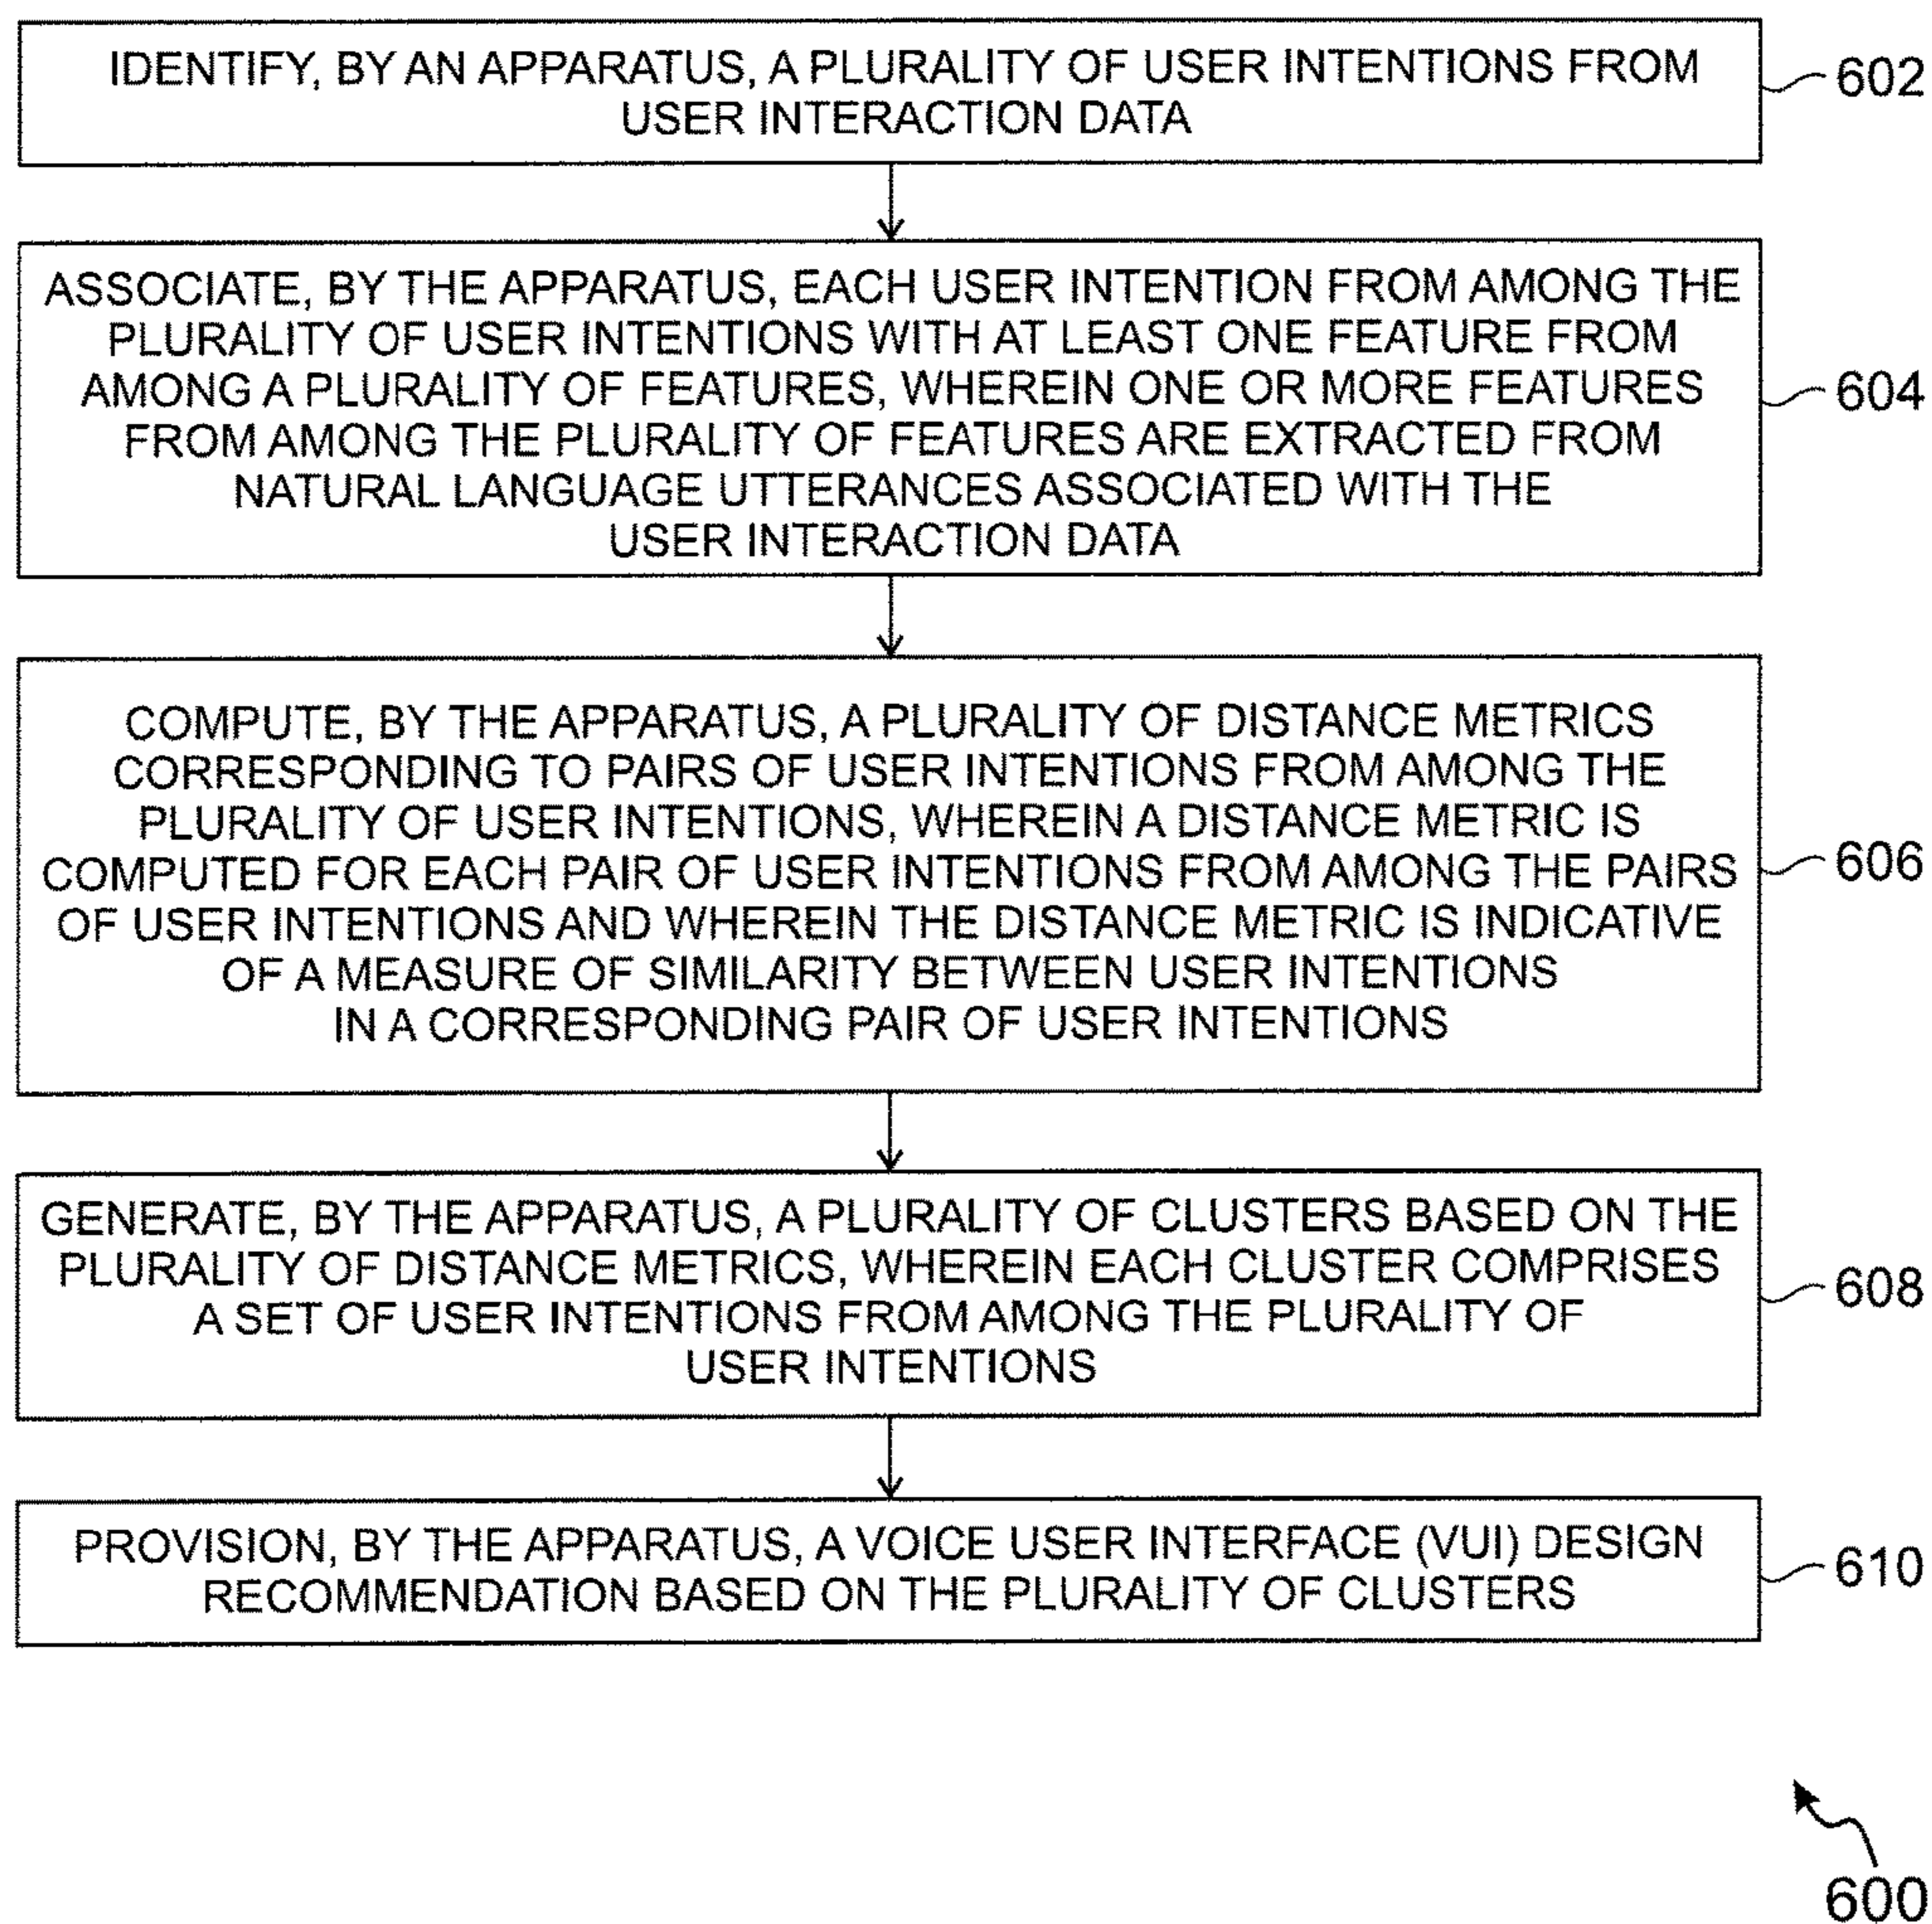 IDENTIFY, BY AN APPARATUS, A PLURALITY OF USER INTENTIONS FROM
USER INTERACTION DATA
602
ASSOCIATE, BY THE APPARATUS, EACH USER INTENTION FROM AMONG THE
PLURALITY OF USER INTENTIONS WITH AT LEAST ONE FEATURE FROM
AMONG A PLURALITY OF FEATURES, WHEREIN ONE OR MORE FEATURES
FROM AMONG THE PLURALITY OF FEATURES ARE EXTRACTED FROM
NATURAL LANGUAGE UTTERANCES ASSOCIATED WITH THE
USER INTERACTION DATA
604
COMPUTE, BY THE APPARATUS, A PLURALITY OF DISTANCE METRICS
CORRESPONDING TO PAIRS OF USER INTENTIONS FROM AMONG THE
PLURALITY OF USER INTENTIONS, WHEREIN A DISTANCE METRIC IS
COMPUTED FOR EACH PAIR OF USER INTENTIONS FROM AMONG THE PAIRS
OF USER INTENTIONS AND WHEREIN THE DISTANCE METRIC IS INDICATIVE
OF A MEASURE OF SIMILARITY BETWEEN USER INTENTIONS
IN A CORRESPONDING PAIR OF USER INTENTIONS
606
GENERATE, BY THE APPARATUS, A PLURALITY OF CLUSTERS BASED ON THE
PLURALITY OF DISTANCE METRICS, WHEREIN EACH CLUSTER COMPRISES
A SET OF USER INTENTIONS FROM AMONG THE PLURALITY OF
USER INTENTIONS
608
PROVISION, BY THE APPARATUS, A VOICE USER INTERFACE (VUI) DESIGN
RECOMMENDATION BASED ON THE PLURALITY OF CLUSTERS
610
600